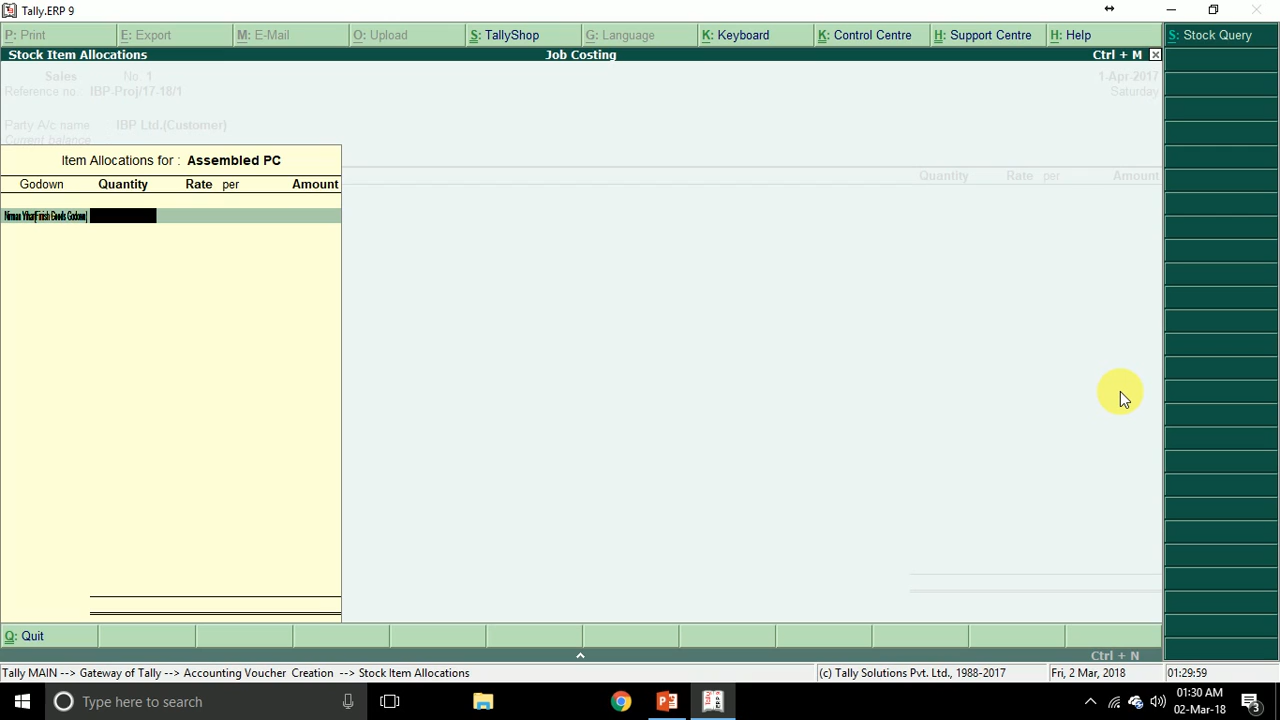 Tally.ERP 9
P: Print E: Export M: E-Mail O: Upload S: TallyShop G: Language K: Keyboard K: Control Centre H: Support Centre H: Help S: Stock Query
Stock Item Allocations Job Costing Ctrl + M
Sales No. 1 1-Apr-2017
Reference no. IBP-Proj/17-18/1 Saturday
Party A/c name IBP Ltd.(Customer)
Current balance
Item Allocations for : Assembled PC
Quantity Rate per Amount
Godown Quantity Rate per Amount
Q: Quit
Ctrl + N
Tally MAIN --> Gateway of Tally --> Accounting Voucher Creation --> Stock Item Allocations (c) Tally Solutions Pvt. Ltd., 1988-2017 Fri, 2 Mar, 2018 01:29:59
Type here to search 01:30 AM
02-Mar-18 3